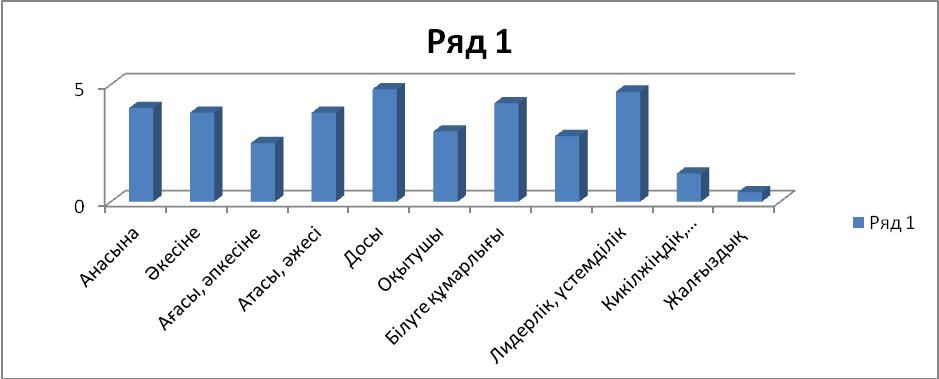 Ряд 1
5
0
Анасына
Әкесіне
Ағасы, әпкесіне
Атасы, әжесі
Досы
Оқытушы
Білуге құмарлығы
Лидерлік, үстемділік
Кикілжіңдік,...
Жалғыздық
Ряд 1